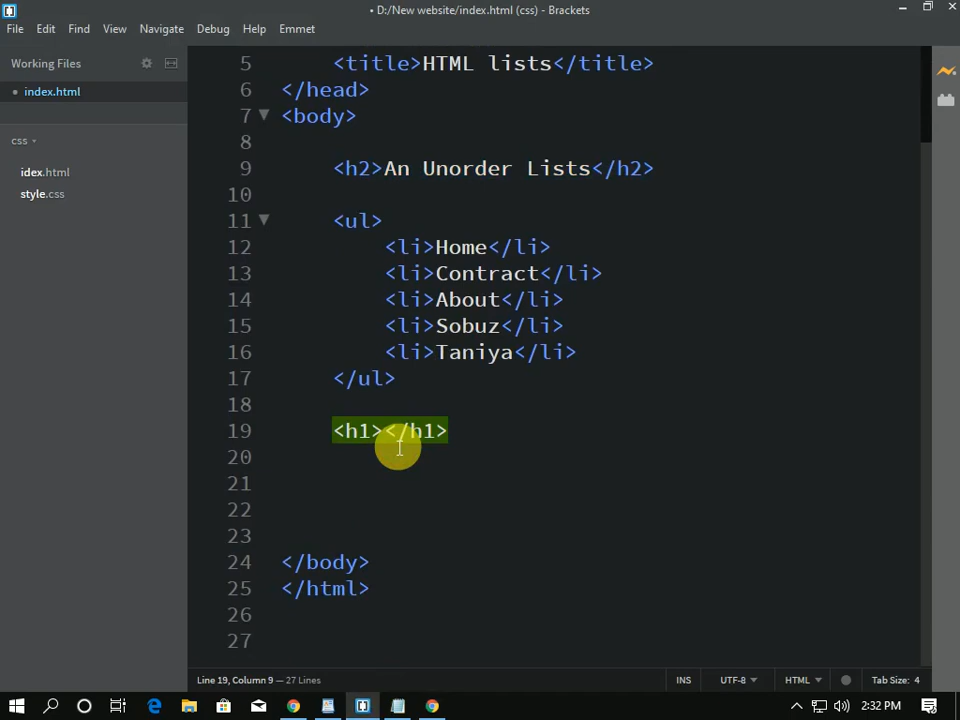 • D:/New website/index.html (css) - Brackets
File Edit Find View Navigate Debug Help Emmet
Working Files
• index.html
css
idex.html
style.css
5 <title>HTML lists</title>
6 </head>
7 <body>
8
9 <h2>An Unorder Lists</h2>
10
11 <ul>
12 <li>Home</li>
13 <li>Contract</li>
14 <li>About</li>
15 <li>Sobuz</li>
16 <li>Taniya</li>
17 </ul>
18
19 <h1></h1>
20
21
22
23
24 </body>
25 </html>
26
27
Line 19, Column 9 — 27 Lines INS UTF-8 HTML Tab Size: 4
2:32 PM